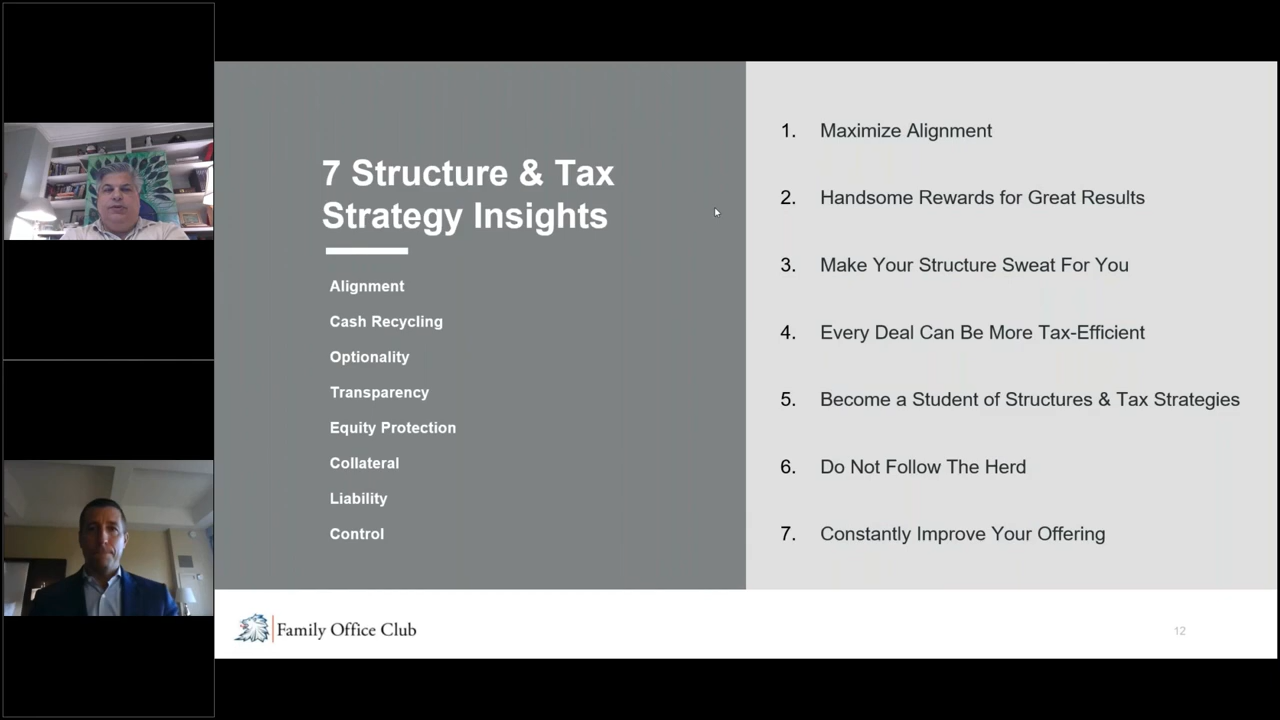 7 Structure & Tax
Strategy Insights
Alignment
Cash Recycling
Optionality
Transparency
Equity Protection
Collateral
Liability
Control
1. Maximize Alignment
2. Handsome Rewards for Great Results
3. Make Your Structure Sweat For You
4. Every Deal Can Be More Tax-Efficient
5. Become a Student of Structures & Tax Strategies
6. Do Not Follow The Herd
7. Constantly Improve Your Offering
Family Office Club
12